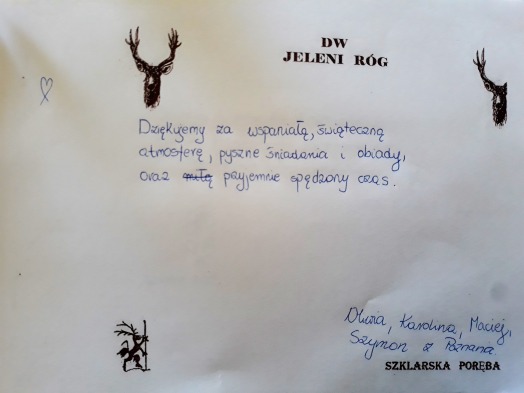 DW
JELENI RÓG
Dziękujemy za wspaniałą, świąteczną
atmosferę, pyszne śniadania i obiady,
oraz miłą przyjemnie spędzony czas.
Oliwia, Karolina, Maciej,
Szymon z Poznania.
SZKLARSKA PORĘBA